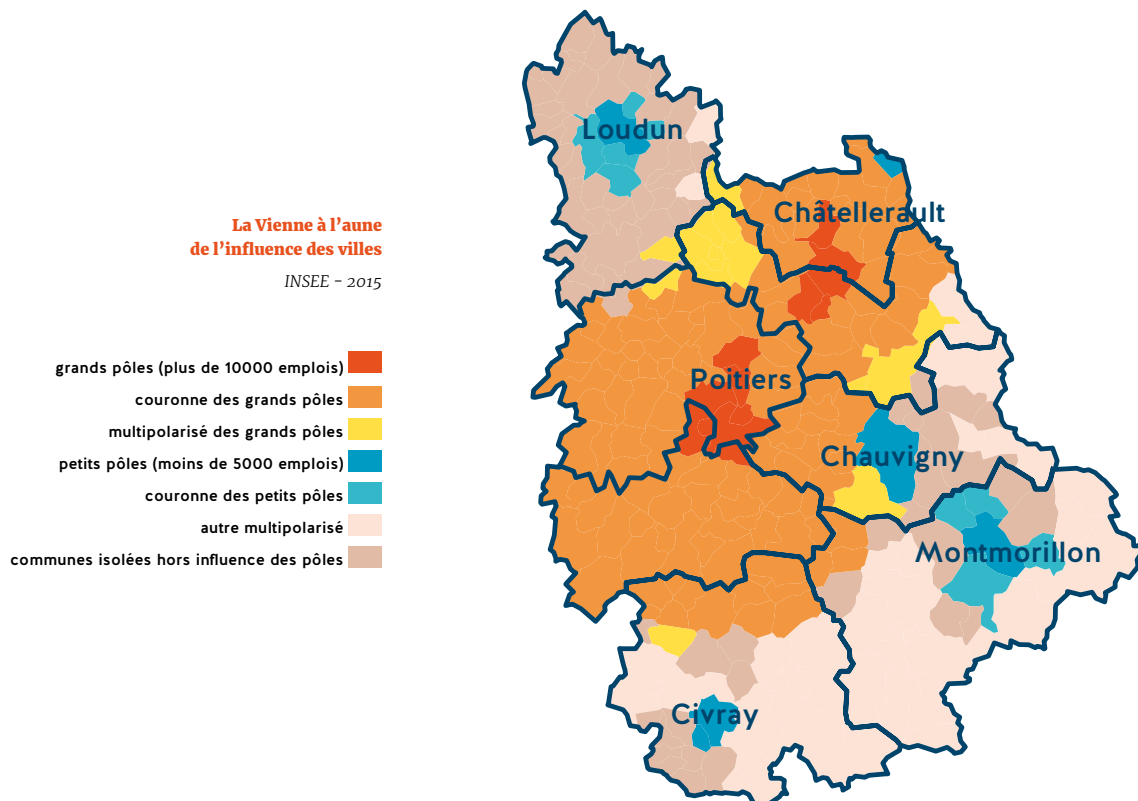 La Vienne à l’aune
de l’influence des villes
INSEE – 2015
grands pôles (plus de 10000 emplois)
couronne des grands pôles
multipolarisé des grands pôles
petits pôles (moins de 5000 emplois)
couronne des petits pôles
autre multipolarisé
communes isolées hors influence des pôles
Loudun
Châtellerault
Poitiers
Chauvigny
Montmorillon
Civray